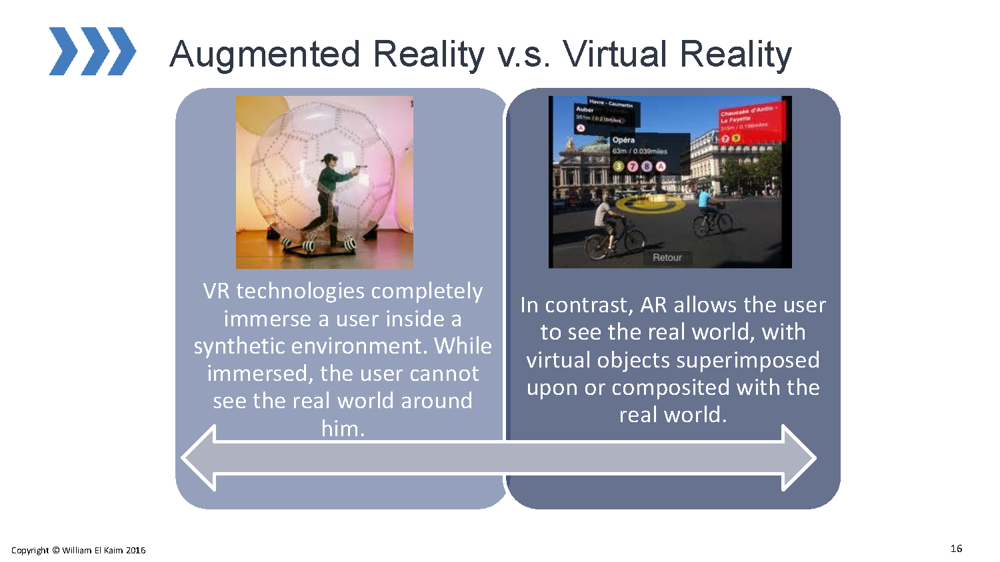 Augmented Reality v.s. Virtual Reality
Havre - Caumartin
Auber
351m / 0.218miles
A
Chaussée d'Antin -
La Fayette
315m / 0.196miles
7 9
Opéra
63m / 0.039miles
3 7 8 A
Retour
VR technologies completely
immerse a user inside a
synthetic environment. While
immersed, the user cannot
see the real world around
him.
In contrast, AR allows the user
to see the real world, with
virtual objects superimposed
upon or composited with the
real world.
Copyright © William El Kaim 2016
16